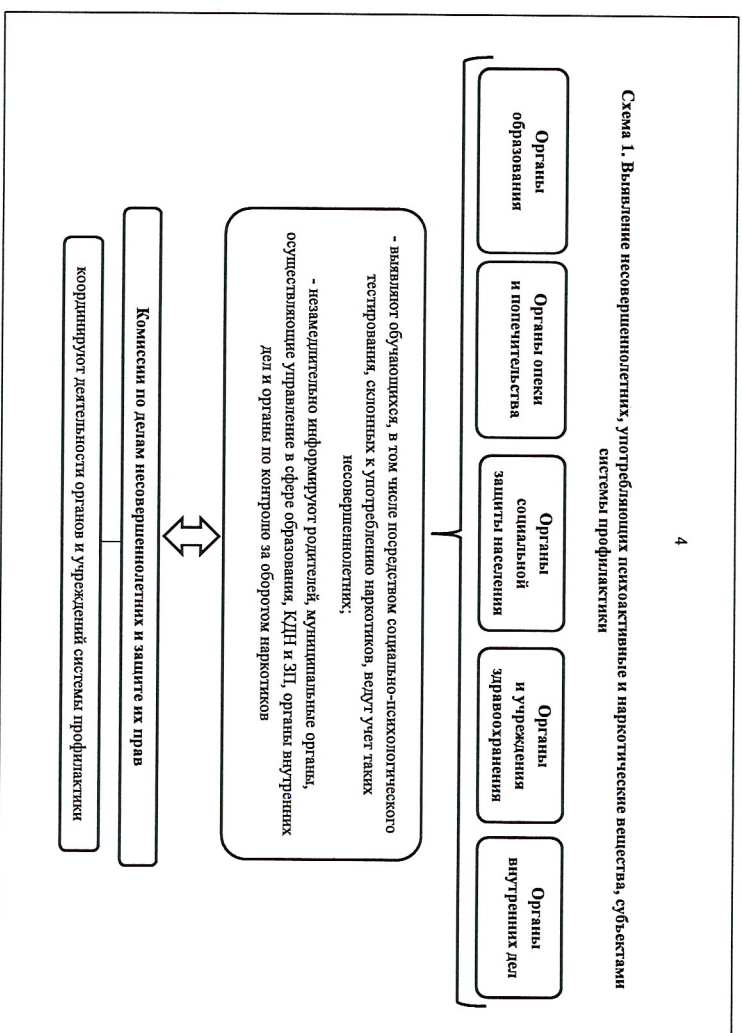 4
Схема 1. Выявление несовершеннолетних, употребляющих психоактивные и наркотические вещества, субъектами
системы профилактики
Органы
образования
Органы опеки
и попечительства
Органы
социальной
защиты населения
Органы
и учреждения
здравоохранения
Органы
внутренних дел
- выявляют обучающихся, в том числе посредством социально-психологического
тестирования, склонных к употреблению наркотиков, ведут учет таких
несовершеннолетних;
- незамедлительно информируют родителей, муниципальные органы,
осуществляющие управление в сфере образования, КДН и ЗП, органы внутренних
дел и органы по контролю за оборотом наркотиков
Комиссии по делам несовершеннолетних и защите их прав
координируют деятельности органов и учреждений системы профилактики